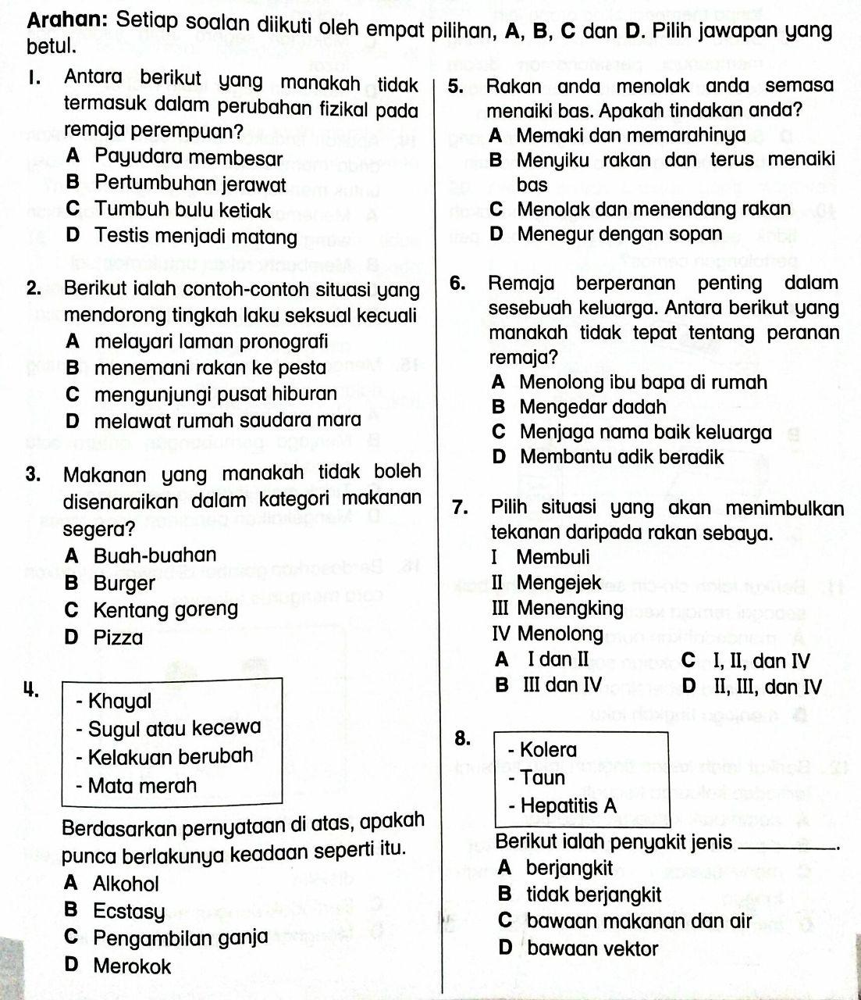 Arahan: Setiap soalan diikuti oleh empat pilihan, A, B, C dan D. Pilih jawapan yang
betul.
1. Antara berikut yang manakah tidak
termasuk dalam perubahan fizikal pada
remaja perempuan?
A Payudara membesar
B Pertumbuhan jerawat
C Tumbuh bulu ketiak
D Testis menjadi matang
2. Berikut ialah contoh-contoh situasi yang
mendorong tingkah laku seksual kecuali
A melayari laman pronografi
B menemani rakan ke pesta
C mengunjungi pusat hiburan
D melawat rumah saudara mara
3. Makanan yang manakah tidak boleh
disenaraikan dalam kategori makanan
segera?
A Buah-buahan
B Burger
C Kentang goreng
D Pizza
4.
- Khayal
- Sugul atau kecewa
- Kelakuan berubah
- Mata merah
Berdasarkan pernyataan di atas, apakah
punca berlakunya keadaan seperti itu.
A Alkohol
B Ecstasy
C Pengambilan ganja
D Merokok
5. Rakan anda menolak anda semasa
menaiki bas. Apakah tindakan anda?
A Memaki dan memarahinya
B Menyiku rakan dan terus menaiki
bas
C Menolak dan menendang rakan
D Menegur dengan sopan
6. Remaja berperanan penting dalam
sesebuah keluarga. Antara berikut yang
manakah tidak tepat tentang peranan
remaja?
A Menolong ibu bapa di rumah
B Mengedar dadah
C Menjaga nama baik keluarga
D Membantu adik beradik
7. Pilih situasi yang akan menimbulkan
tekanan daripada rakan sebaya.
I Membuli
II Mengejek
III Menengking
IV Menolong
A I dan II C I, II, dan IV
B III dan IV D II, III, dan IV
8.
- Kolera
- Taun
- Hepatitis A
Berikut ialah penyakit jenis ________.
A berjangkit
B tidak berjangkit
C bawaan makanan dan air
D bawaan vektor